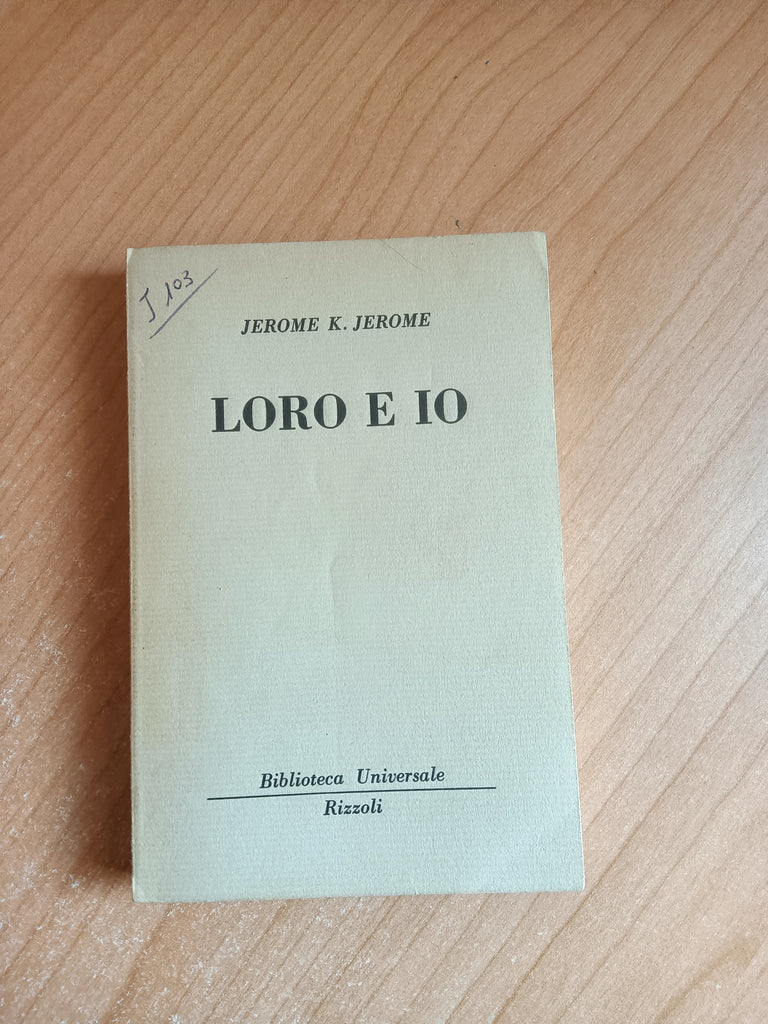 J 103
JEROME K. JEROME
LORO E IO
Biblioteca Universale
Rizzoli